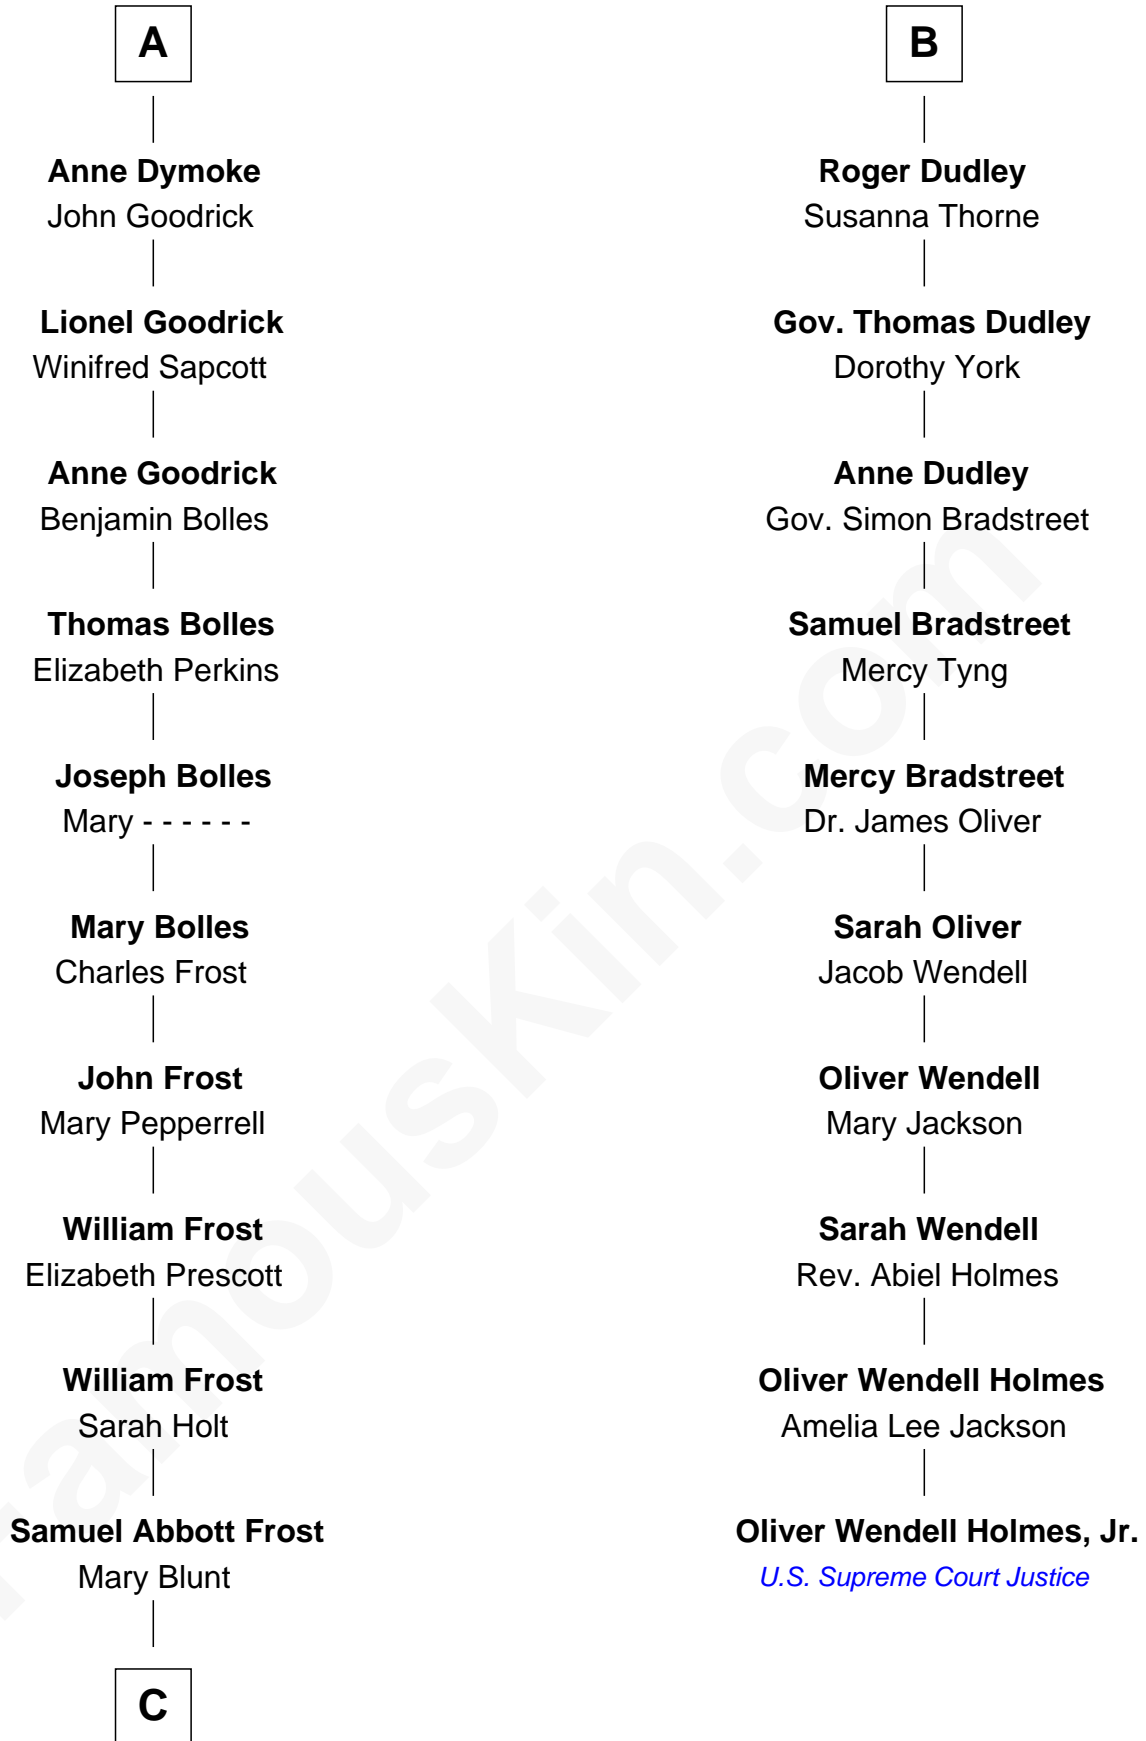 A
Anne Dymoke
John Goodrick
Lionel Goodrick
Winifred Sapcott
Anne Goodrick
Benjamin Bolles
Thomas Bolles
Elizabeth Perkins
Joseph Bolles
Mary - - - - - -
Mary Bolles
Charles Frost
John Frost
Mary Pepperrell
William Frost
Elizabeth Prescott
William Frost
Sarah Holt
Samuel Abbott Frost
Mary Blunt
C
B
Roger Dudley
Susanna Thorne
Gov. Thomas Dudley
Dorothy York
Anne Dudley
Gov. Simon Bradstreet
Samuel Bradstreet
Mercy Tyng
Mercy Bradstreet
Dr. James Oliver
Sarah Oliver
Jacob Wendell
Oliver Wendell
Mary Jackson
Sarah Wendell
Rev. Abiel Holmes
Oliver Wendell Holmes
Amelia Lee Jackson
Oliver Wendell Holmes, Jr.
U.S. Supreme Court Justice
FamousKin.com